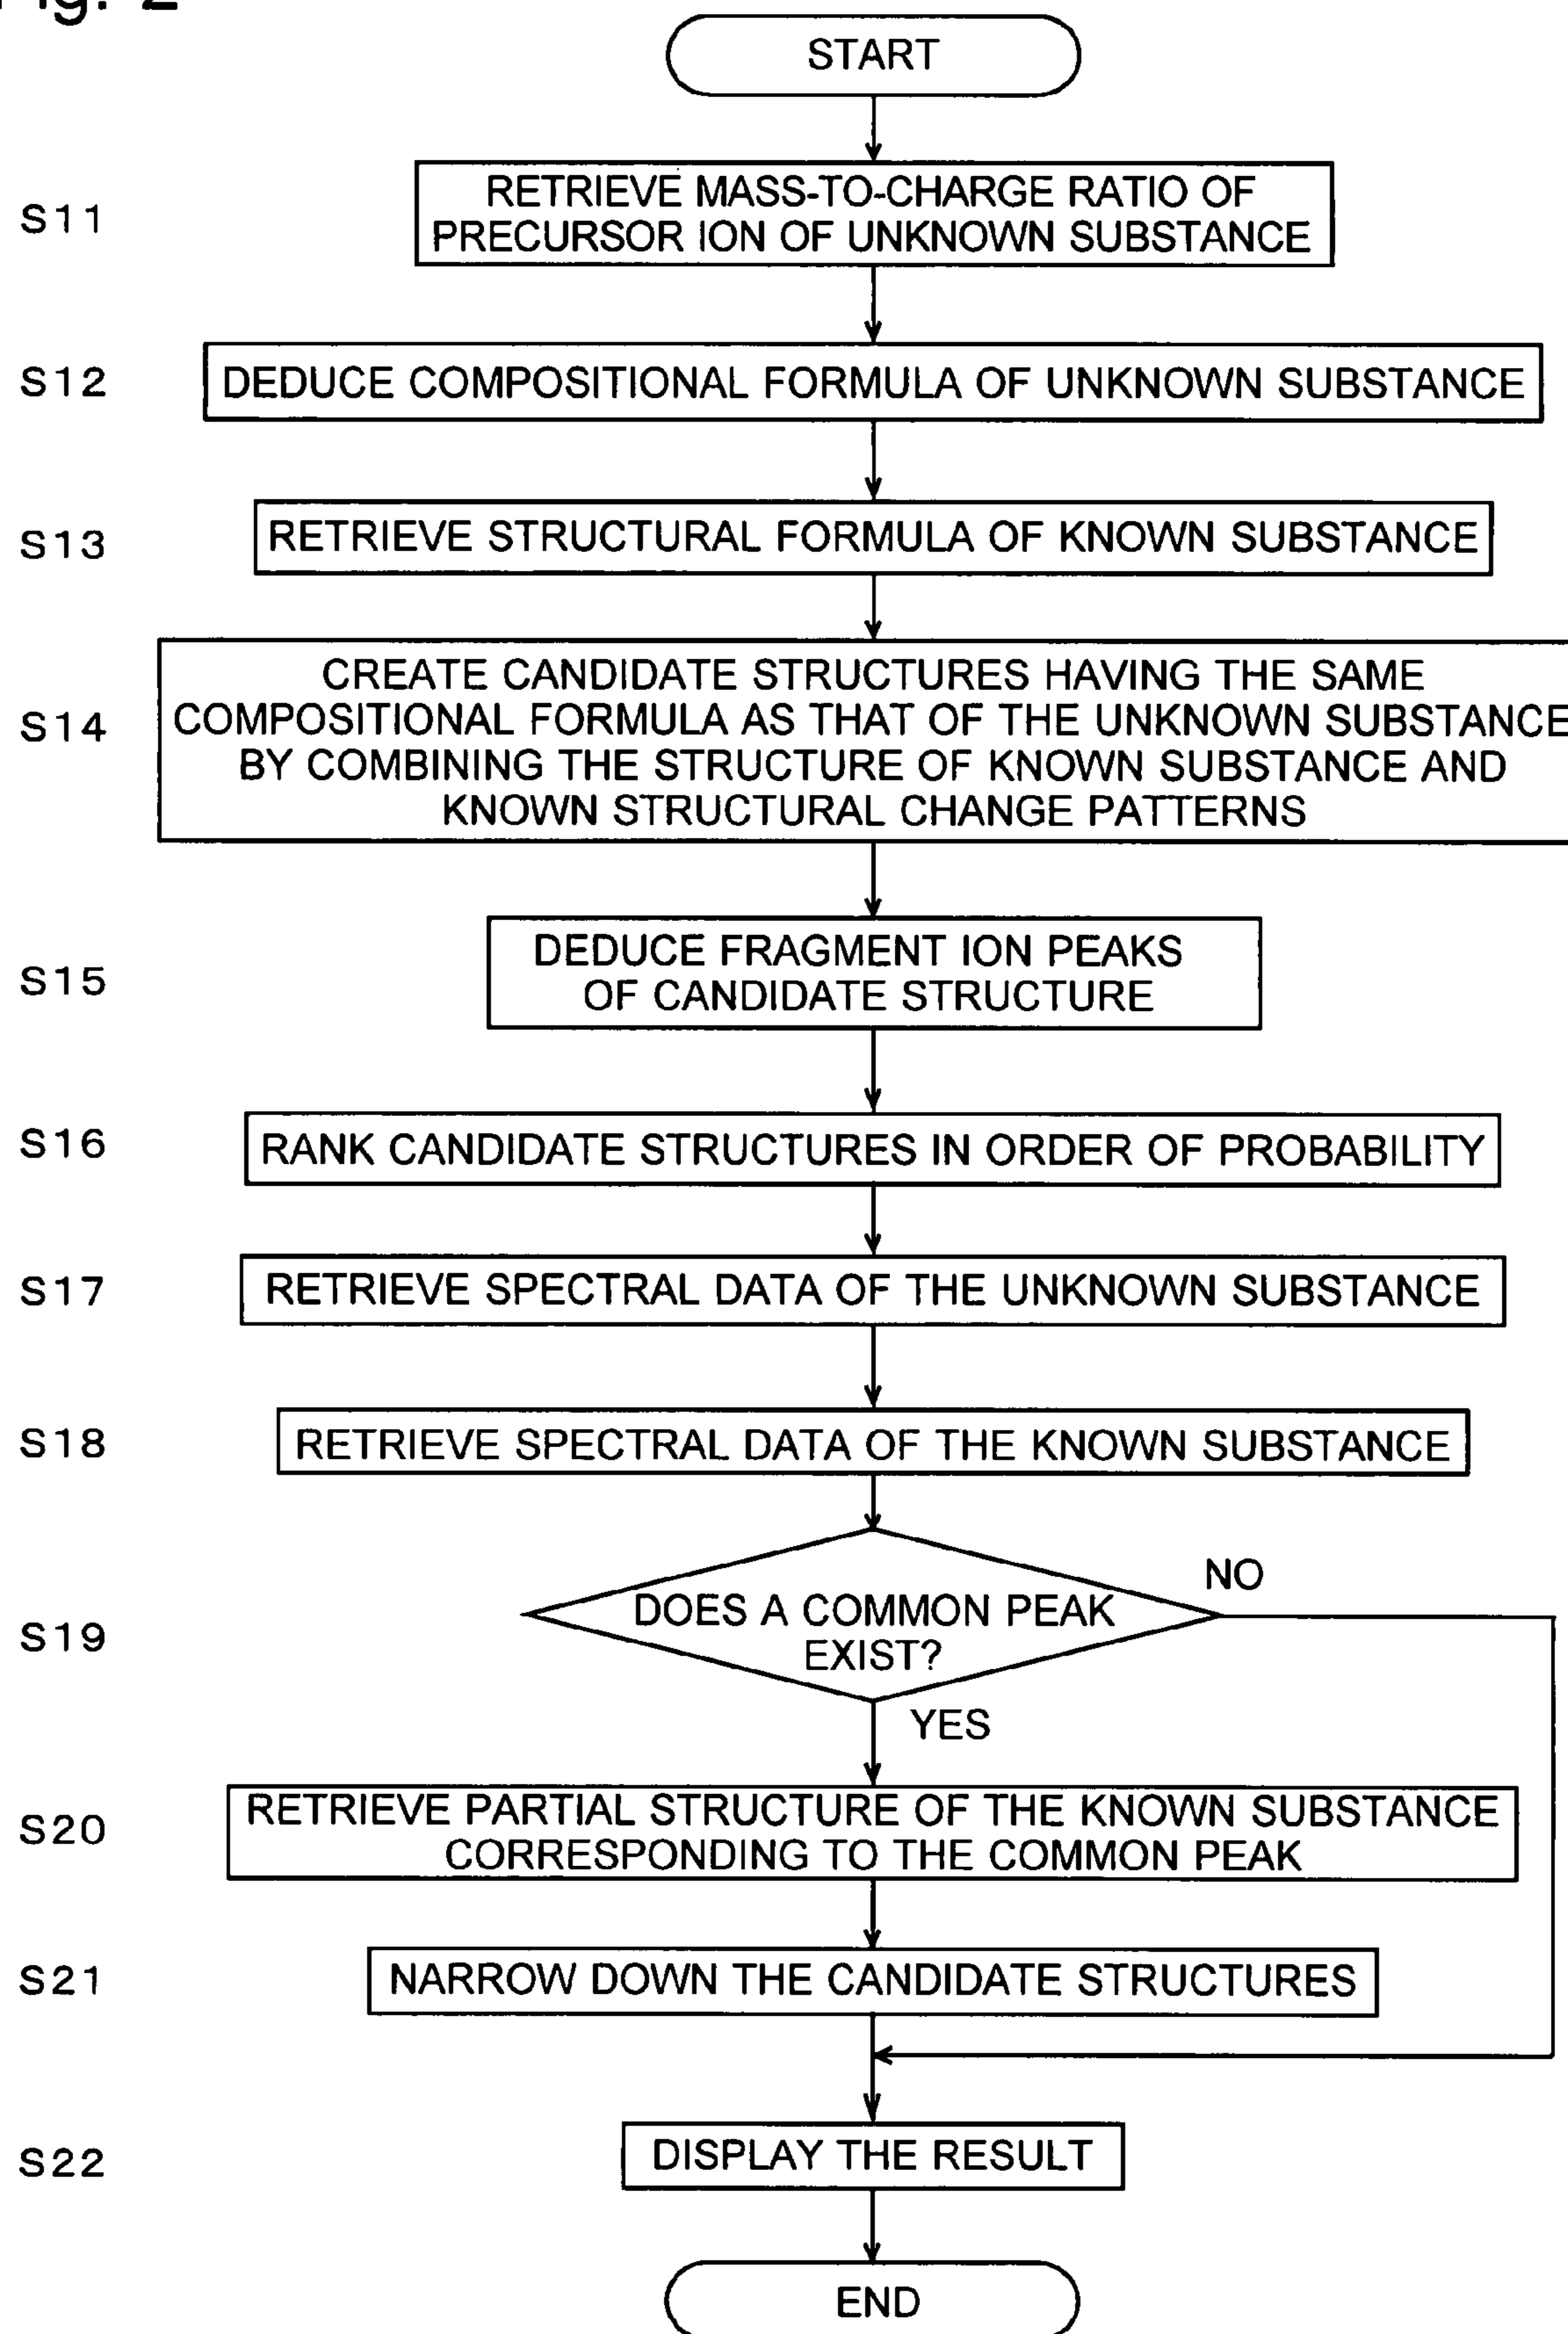 Fig. 2
START
S11
RETRIEVE MASS-TO-CHARGE RATIO OF
PRECURSOR ION OF UNKNOWN SUBSTANCE
S12
DEDUCE COMPOSITIONAL FORMULA OF UNKNOWN SUBSTANCE
S13
RETRIEVE STRUCTURAL FORMULA OF KNOWN SUBSTANCE
S14
CREATE CANDIDATE STRUCTURES HAVING THE SAME
COMPOSITIONAL FORMULA AS THAT OF THE UNKNOWN SUBSTANCE
BY COMBINING THE STRUCTURE OF KNOWN SUBSTANCE AND
KNOWN STRUCTURAL CHANGE PATTERNS
S15
DEDUCE FRAGMENT ION PEAKS
OF CANDIDATE STRUCTURE
S16
RANK CANDIDATE STRUCTURES IN ORDER OF PROBABILITY
S17
RETRIEVE SPECTRAL DATA OF THE UNKNOWN SUBSTANCE
S18
RETRIEVE SPECTRAL DATA OF THE KNOWN SUBSTANCE
S19
DOES A COMMON PEAK
EXIST?
NO
YES
S20
RETRIEVE PARTIAL STRUCTURE OF THE KNOWN SUBSTANCE
CORRESPONDING TO THE COMMON PEAK
S21
NARROW DOWN THE CANDIDATE STRUCTURES
S22
DISPLAY THE RESULT
END